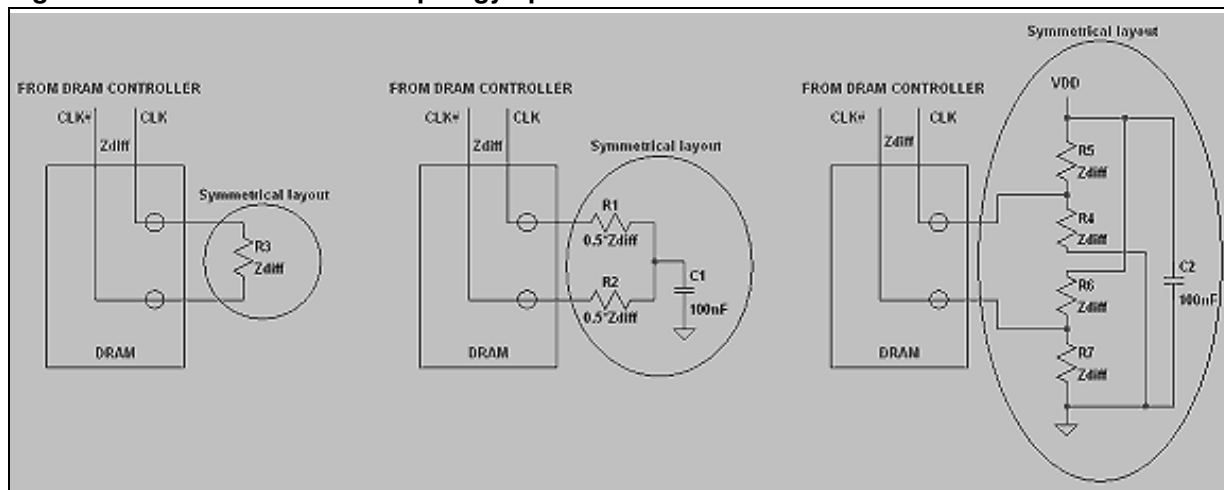 FROM DRAM CONTROLLER
CLK#
CLK
Zdiff
Symmetrical layout
R3
Zdiff
DRAM
FROM DRAM CONTROLLER
CLK#
CLK
Zdiff
Symmetrical layout
R1
0.5*Zdiff
R2
0.5*Zdiff
C1
100nF
DRAM
Symmetrical layout
FROM DRAM CONTROLLER
VDD
CLK#
CLK
Zdiff
R5
Zdiff
R4
Zdiff
R6
Zdiff
C2
100nF
R7
Zdiff
DRAM